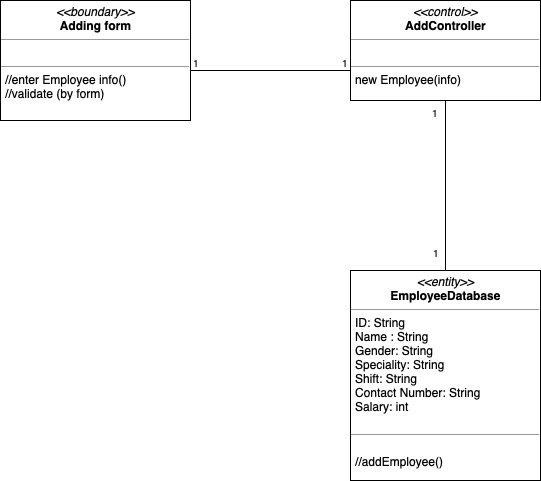 <<boundary>>
Adding form
//enter Employee info()
//validate (by form)
1
1
<<control>>
AddController
new Employee(info)
1
1
<<entity>>
EmployeeDatabase
ID: String
Name : String
Gender: String
Speciality: String
Shift: String
Contact Number: String
Salary: int
//addEmployee()